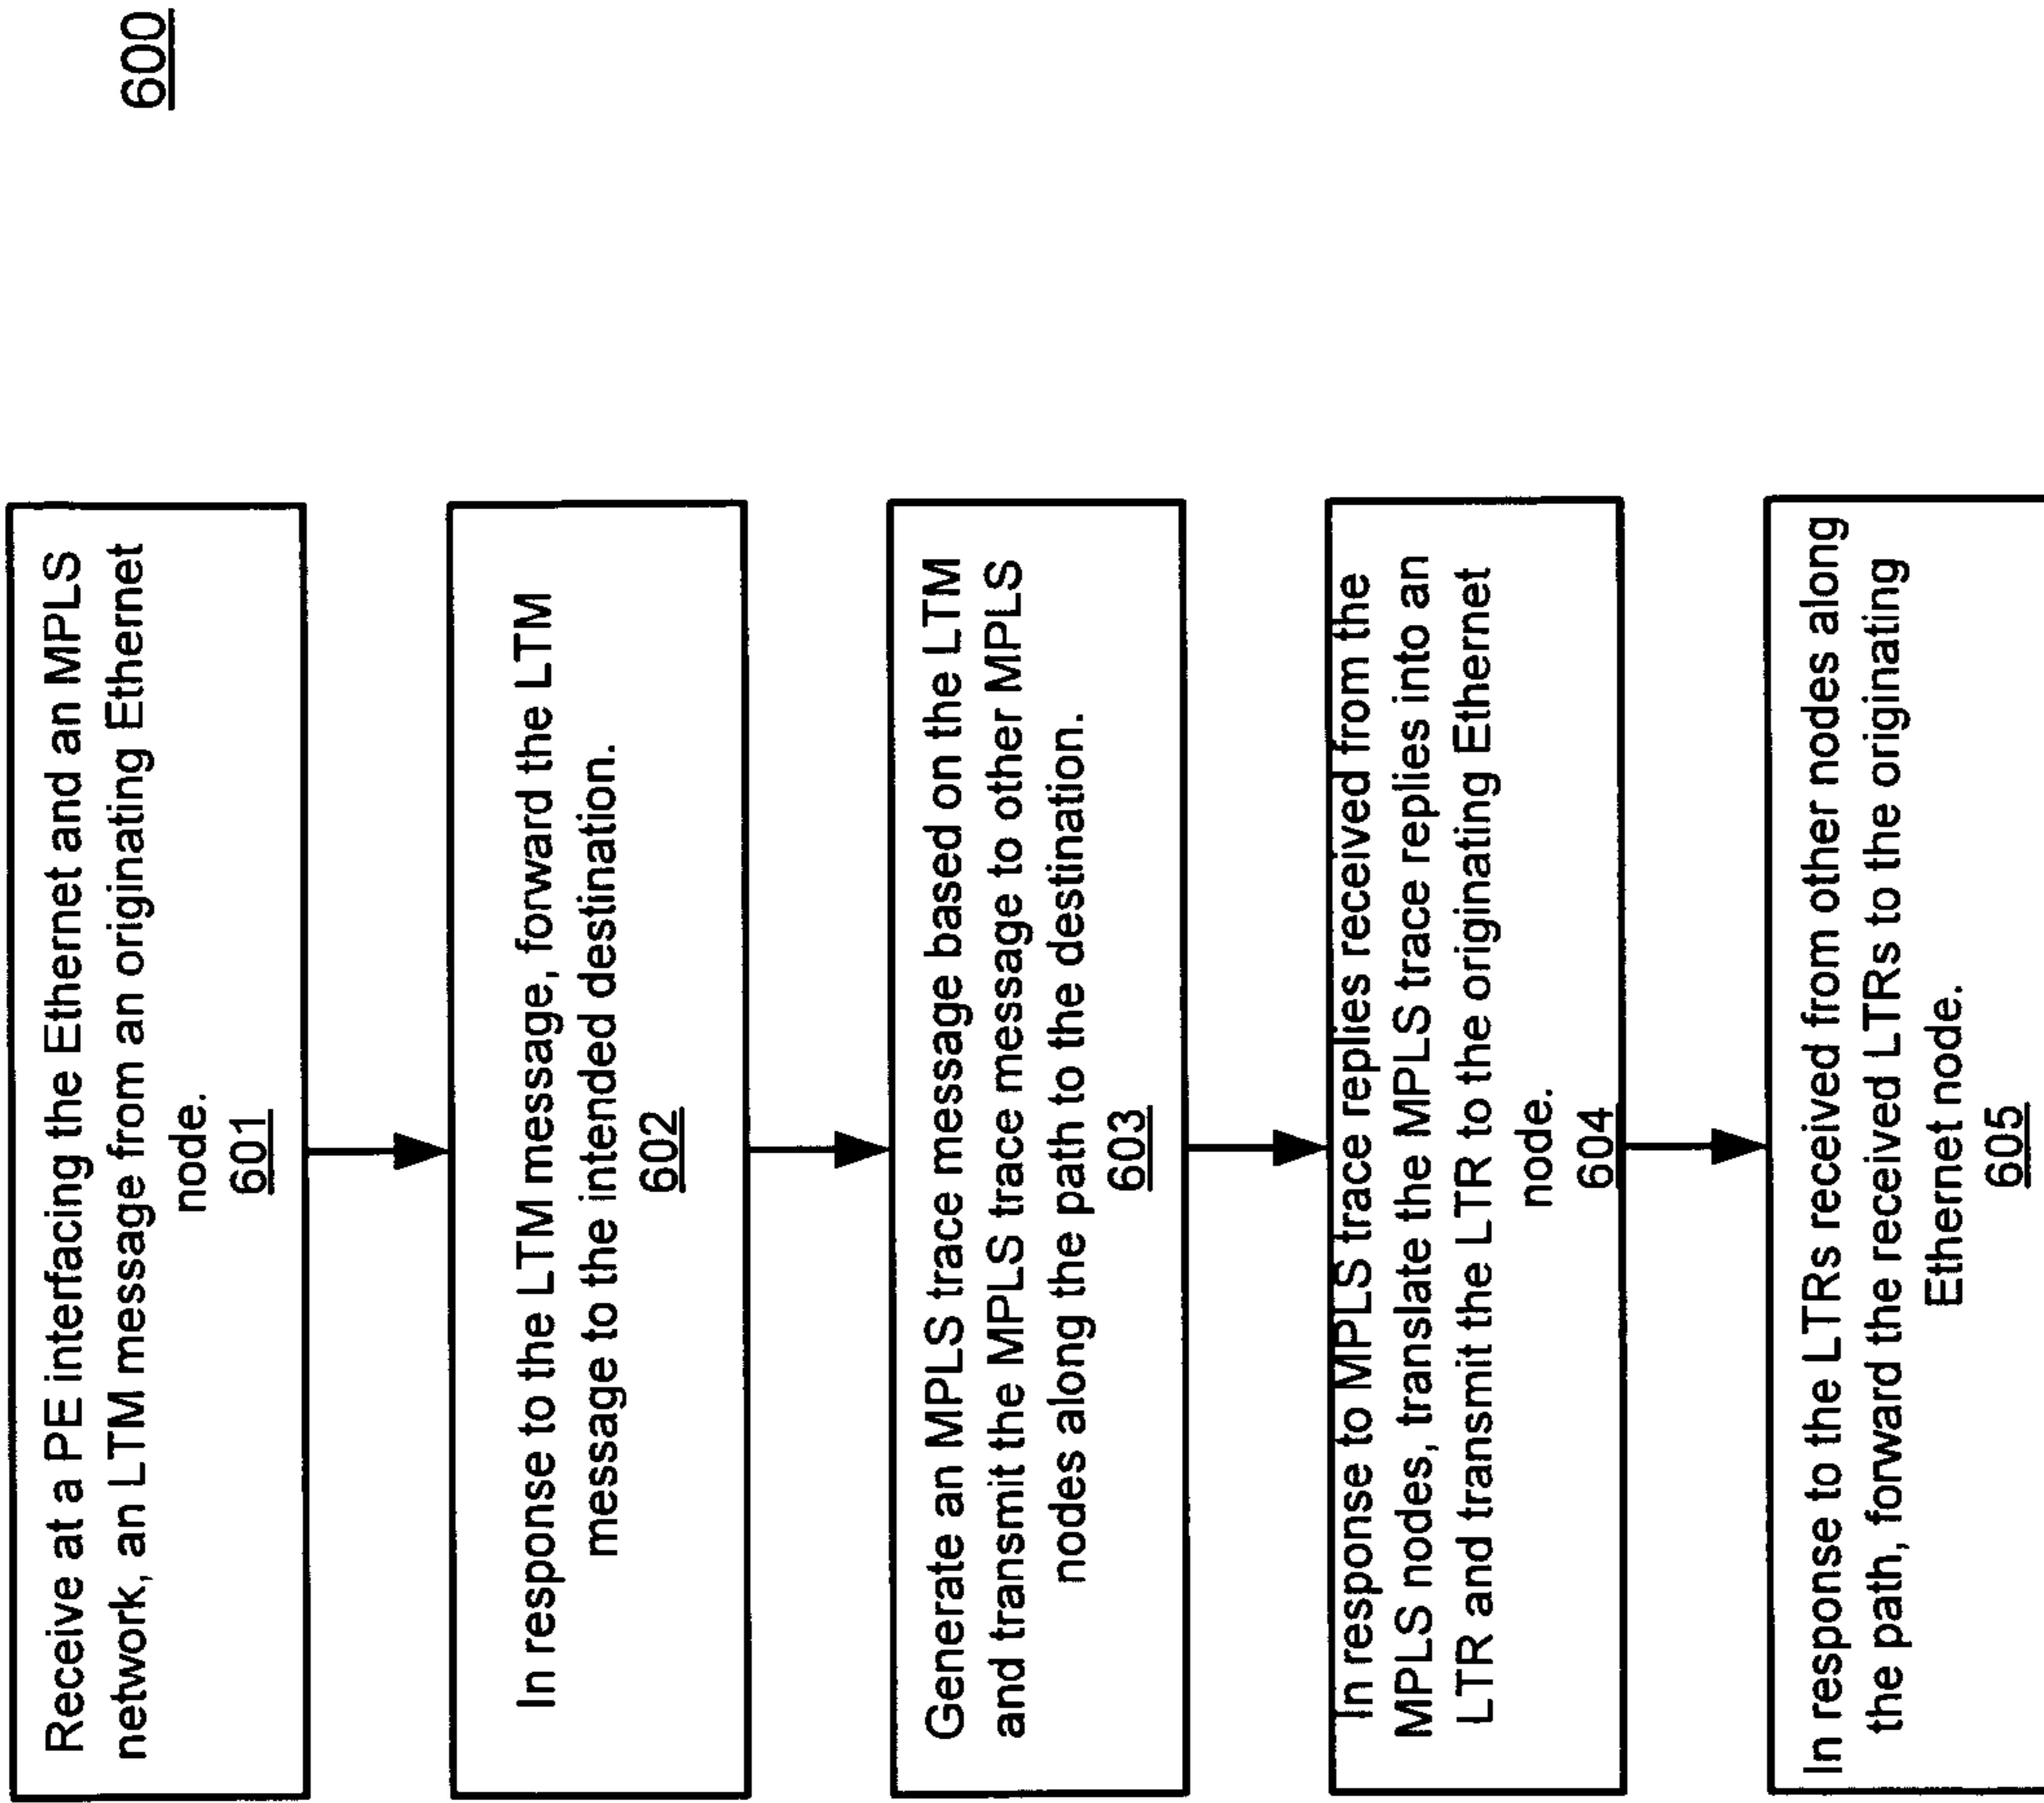 600
Receive at a PE interfacing the Ethernet and an MPLS
network, an LTM message from an originating Ethernet
node.
601
In response to the LTM message, forward the LTM
message to the intended destination.
602
Generate an MPLS trace message based on the LTM
and transmit the MPLS trace message to other MPLS
nodes along the path to the destination.
603
In response to MPLS trace replies received from the
MPLS nodes, translate the MPLS trace replies into an
LTR and transmit the LTR to the originating Ethernet
node.
604
In response to the LTRs received from other nodes along
the path, forward the received LTRs to the originating
Ethernet node.
605